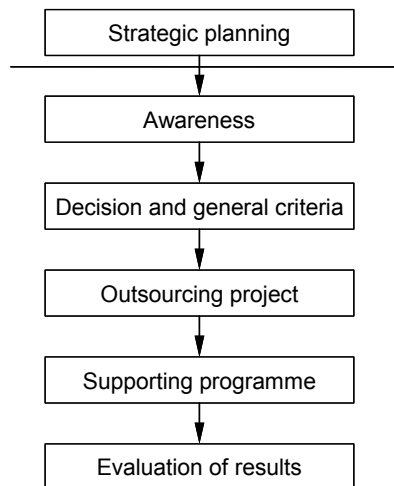 Strategic planning
Awareness
Decision and general criteria
Outsourcing project
Supporting programme
Evaluation of results